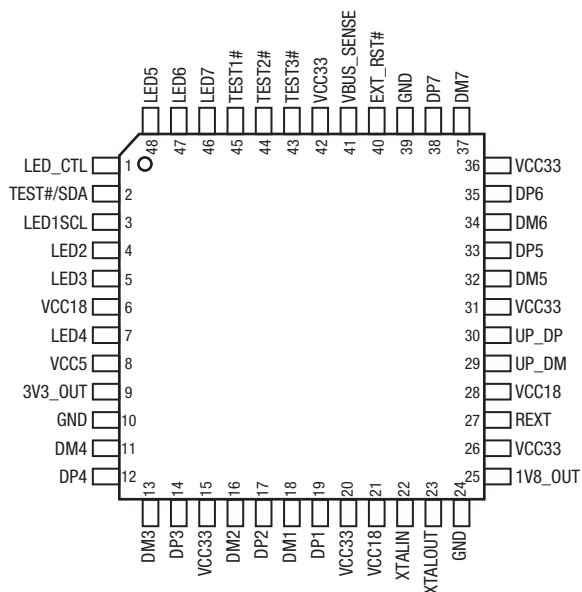 LED5 LED6 LED7 TEST1# TEST2# TEST3# VCC33 VBUS_SENSE EXT_RST# GND DP7 DM7
48 47 46 45 44 43 42 41 40 39 38 37
LED_CTL 1 36 VCC33
TEST#/SDA 2 35 DP6
LED1SCL 3 34 DM6
LED2 4 33 DP5
LED3 5 32 DM5
VCC18 6 31 VCC33
LED4 7 30 UP_DP
VCC5 8 29 UP_DM
3V3_OUT 9 28 VCC18
GND 10 27 REXT
DM4 11 26 VCC33
DP4 12 25 1V8_OUT
13 14 15 16 17 18 19 20 21 22 23 24
DM3 DP3 VCC33 DM2 DP2 DM1 DP1 VCC33 VCC18 XTALIN XTALOUT GND